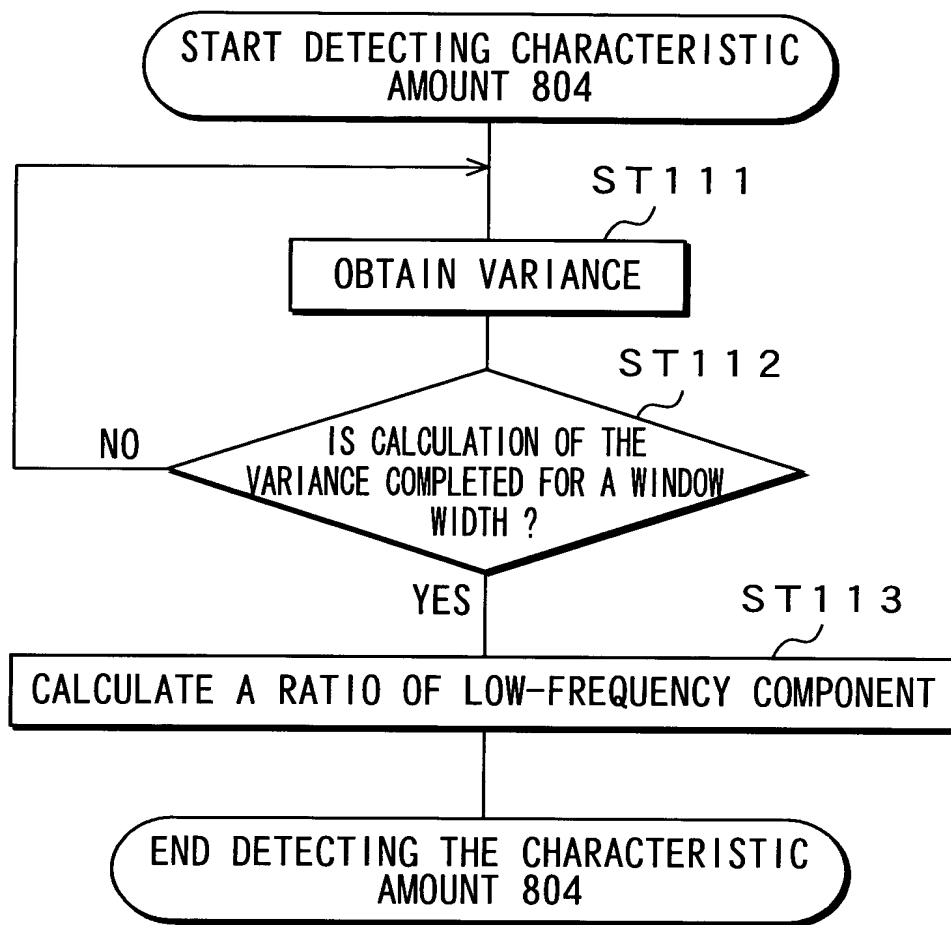 START DETECTING CHARACTERISTIC
AMOUNT 804
ST111
OBTAIN VARIANCE
ST112
NO
IS CALCULATION OF THE
VARIANCE COMPLETED FOR A WINDOW
WIDTH ?
YES
ST113
CALCULATE A RATIO OF LOW-FREQUENCY COMPONENT
END DETECTING THE CHARACTERISTIC
AMOUNT 804